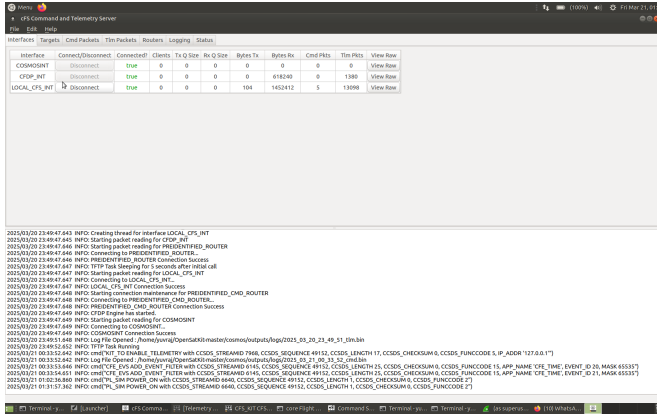 Menu
(100%) Fri Mar 21, 01:
cFS Command and Telemetry Server
File Edit Help
Interfaces Targets Cmd Packets Tlm Packets Routers Logging Status
Interface Connect/Disconnect Connected? Clients Tx Q Size Rx Q Size Bytes Tx Bytes Rx Cmd Pkts Tlm Pkts View Raw
COSMOSINT Disconnect true 0 0 0 0 0 0 0 View Raw
CFDP_INT Disconnect true 0 0 0 0 618240 0 1380 View Raw
LOCAL_CFS_INT Disconnect true 0 0 0 104 1452412 5 13098 View Raw
2025/03/20 23:49:47.643 INFO: Creating thread for interface LOCAL_CFS_INT
2025/03/20 23:49:47.645 INFO: Starting packet reading for CFDP_INT
2025/03/20 23:49:47.646 INFO: Starting packet reading for PREIDENTIFIED_ROUTER
2025/03/20 23:49:47.646 INFO: Connecting to PREIDENTIFIED_ROUTER...
2025/03/20 23:49:47.646 INFO: PREIDENTIFIED_ROUTER Connection Success
2025/03/20 23:49:47.647 INFO: TFTP Task Sleeping for 5 seconds after initial call
2025/03/20 23:49:47.647 INFO: Starting packet reading for LOCAL_CFS_INT
2025/03/20 23:49:47.647 INFO: Connecting to LOCAL_CFS_INT...
2025/03/20 23:49:47.647 INFO: LOCAL_CFS_INT Connection Success
2025/03/20 23:49:47.648 INFO: Starting connection maintenance for PREIDENTIFIED_CMD_ROUTER
2025/03/20 23:49:47.648 INFO: Connecting to PREIDENTIFIED_CMD_ROUTER...
2025/03/20 23:49:47.648 INFO: PREIDENTIFIED_CMD_ROUTER Connection Success
2025/03/20 23:49:47.649 INFO: CFDP Engine has started.
2025/03/20 23:49:47.649 INFO: Starting packet reading for COSMOSINT
2025/03/20 23:49:47.649 INFO: Connecting to COSMOSINT...
2025/03/20 23:49:47.649 INFO: COSMOSINT Connection Success
2025/03/20 23:49:51.648 INFO: Log File Opened : /home/yuvraj/OpenSatKit-master/cosmos/outputs/logs/2025_03_20_23_49_51_tlm.bin
2025/03/20 23:49:52.652 INFO: TFTP Task Running
2025/03/21 00:33:52.642 INFO: cmd("KIT_TO ENABLE_TELEMETRY with CCSDS_STREAMID 7968, CCSDS_SEQUENCE 49152, CCSDS_LENGTH 17, CCSDS_CHECKSUM 0, CCSDS_FUNCCODE 5, IP_ADDR '127.0.0.1'")
2025/03/21 00:33:52.642 INFO: Log File Opened : /home/yuvraj/OpenSatKit-master/cosmos/outputs/logs/2025_03_21_00_33_52_cmd.bin
2025/03/21 00:33:53.646 INFO: cmd("CFE_EVS ADD_EVENT_FILTER with CCSDS_STREAMID 6145, CCSDS_SEQUENCE 49152, CCSDS_LENGTH 25, CCSDS_CHECKSUM 0, CCSDS_FUNCCODE 15, APP_NAME 'CFE_TIME', EVENT_ID 20, MASK 65535")
2025/03/21 00:33:54.651 INFO: cmd("CFE_EVS ADD_EVENT_FILTER with CCSDS_STREAMID 6145, CCSDS_SEQUENCE 49152, CCSDS_LENGTH 25, CCSDS_CHECKSUM 0, CCSDS_FUNCCODE 15, APP_NAME 'CFE_TIME', EVENT_ID 21, MASK 65535")
2025/03/21 01:02:36.860 INFO: cmd("PL_SIM POWER_ON with CCSDS_STREAMID 6640, CCSDS_SEQUENCE 49152, CCSDS_LENGTH 1, CCSDS_CHECKSUM 0, CCSDS_FUNCCODE 2")
2025/03/21 01:31:57.362 INFO: cmd("PL_SIM POWER_ON with CCSDS_STREAMID 6640, CCSDS_SEQUENCE 49152, CCSDS_LENGTH 1, CCSDS_CHECKSUM 0, CCSDS_FUNCCODE 2")
Terminal - y... [Launcher] cFS Comma... [Telemetry ... CFS_KIT CFS... core Flight ... Command S... Terminal - yu... Terminal - y... (as superus... (10) WhatsA...